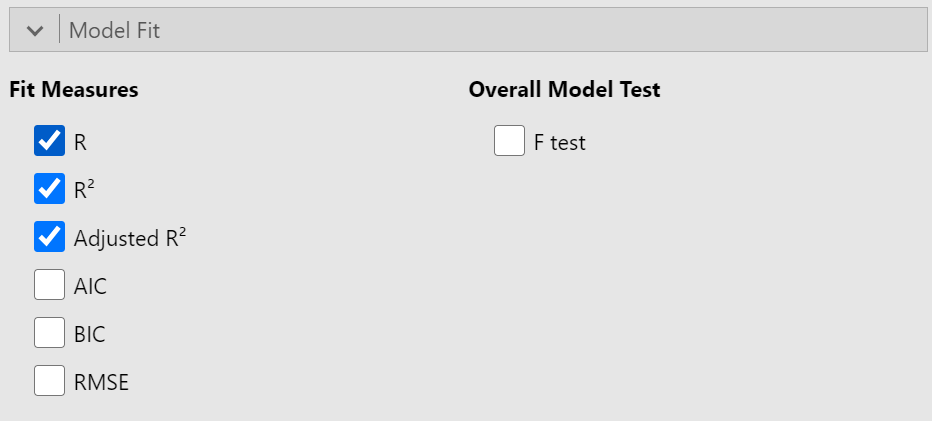 Model Fit
Fit Measures
R
R²
Adjusted R²
AIC
BIC
RMSE
Overall Model Test
F test